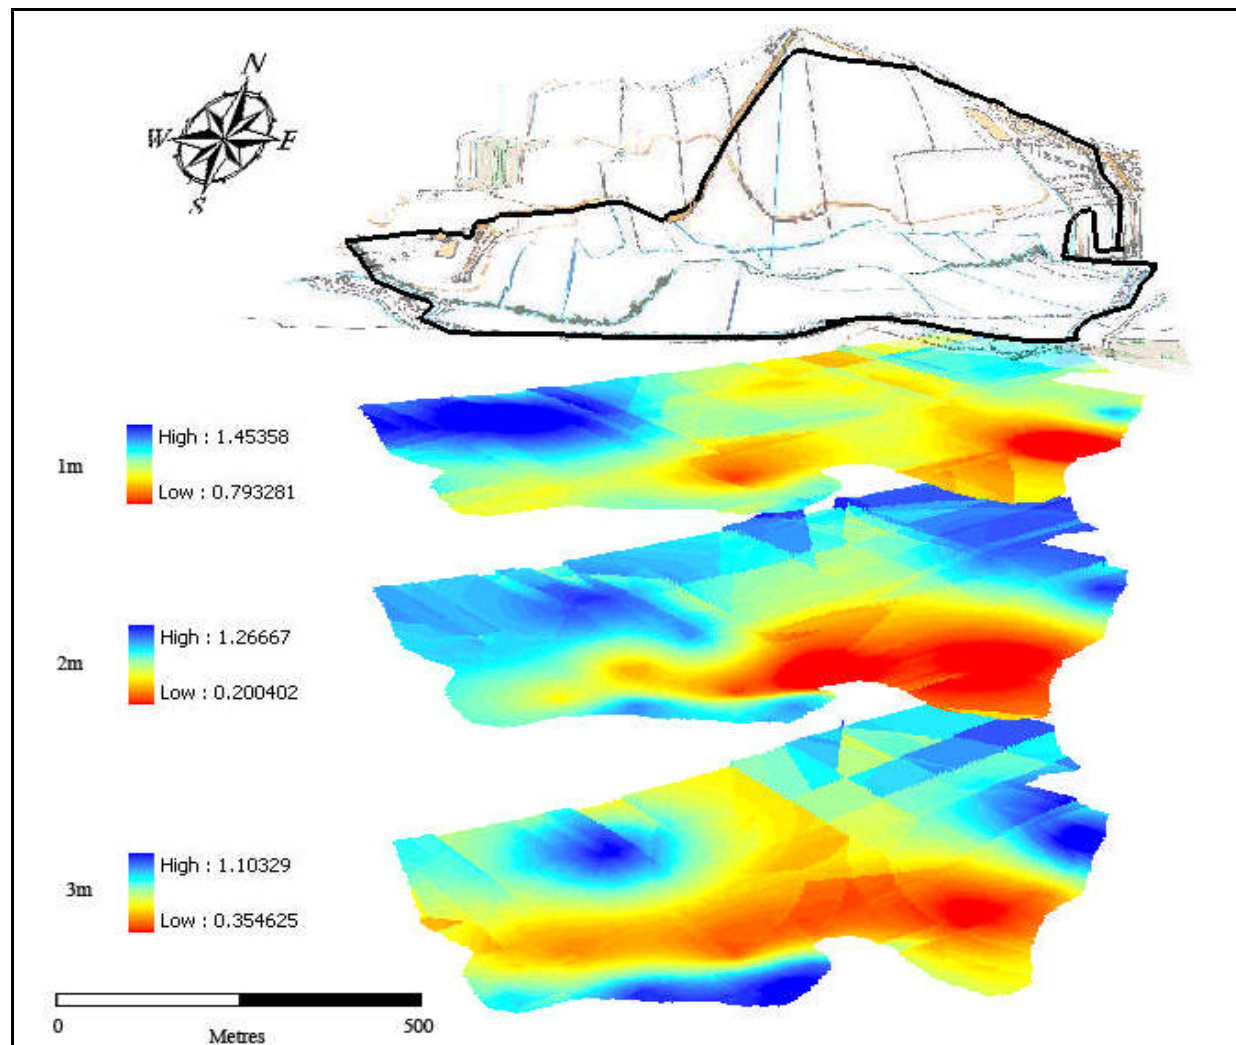 N
W E
S
High : 1.45358
1m
Low : 0.793281
High : 1.26667
2m
Low : 0.200402
High : 1.10329
3m
Low : 0.354625
0 500
Metres